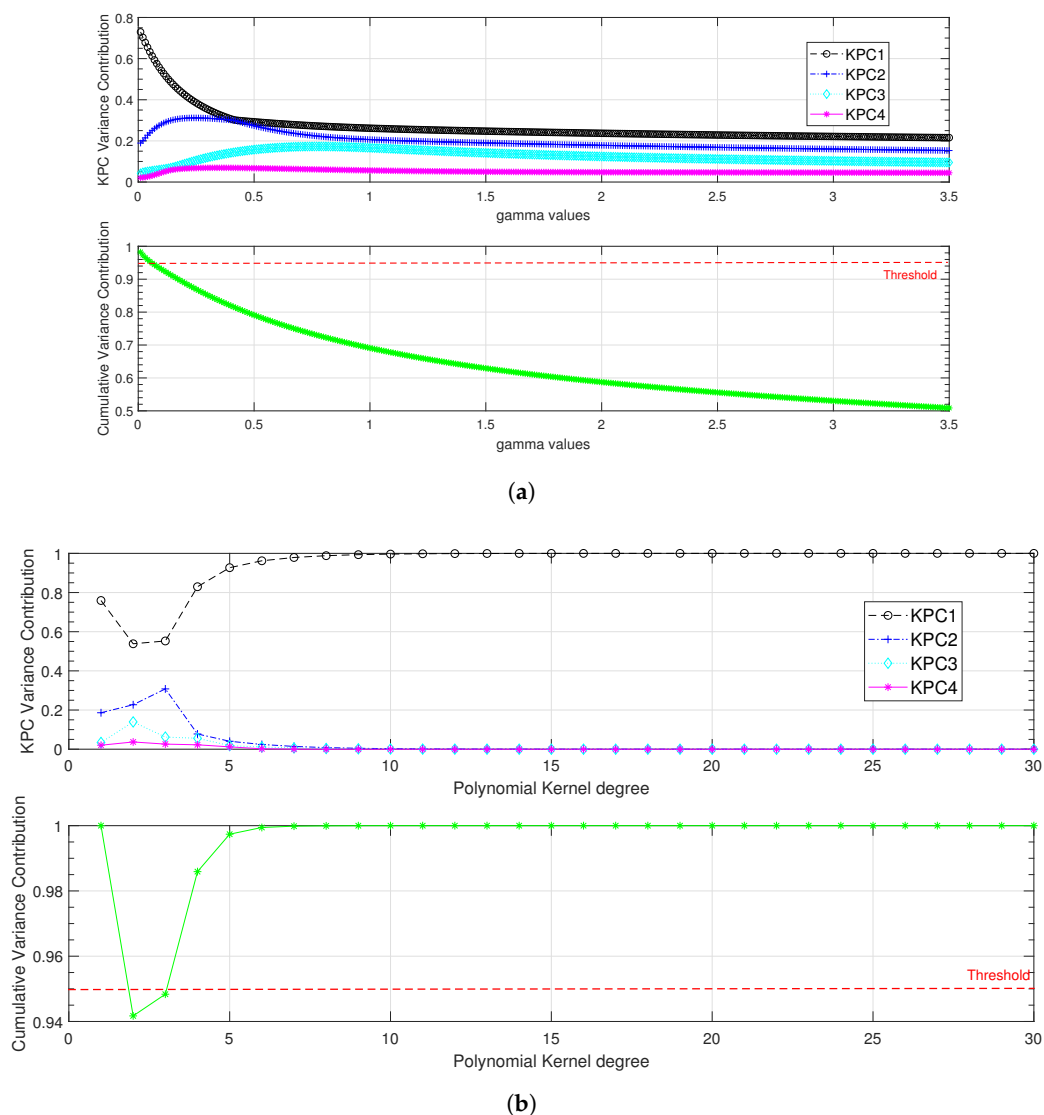 KPC Variance Contribution
0.8
0.6
0.4
0.2
0
KPC1
KPC2
KPC3
KPC4
0 0.5 1 1.5 2 2.5 3 3.5
gamma values
Cumulative Variance Contribution
1
0.9
0.8
0.7
0.6
0.5
Threshold
0 0.5 1 1.5 2 2.5 3 3.5
gamma values
(a)
KPC Variance Contribution
1
0.8
0.6
0.4
0.2
0
KPC1
KPC2
KPC3
KPC4
0 5 10 15 20 25 30
Polynomial Kernel degree
Cumulative Variance Contribution
1
0.98
0.96
0.94
Threshold
0 5 10 15 20 25 30
Polynomial Kernel degree
(b)